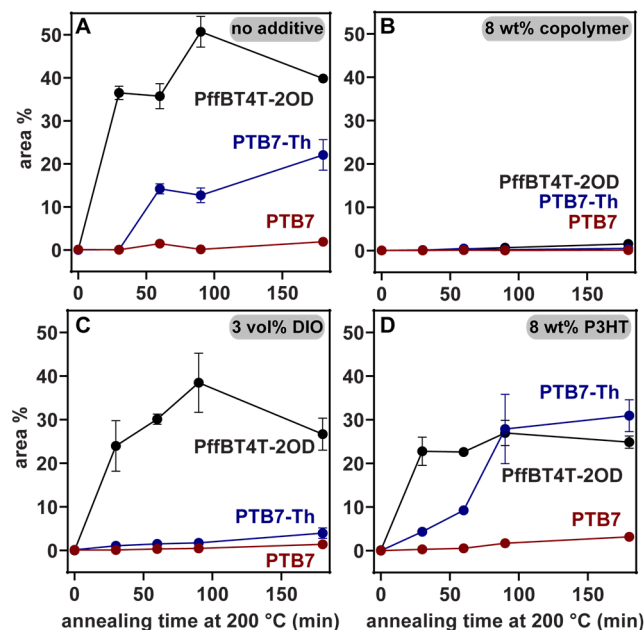 A
no additive
50
40
30
20
10
0
area %
PffBT4T-2OD
PTB7-Th
PTB7
0
50
100
150
B
8 wt% copolymer
50
40
30
20
10
0
PffBT4T-2OD
PTB7-Th
PTB7
0
50
100
150
C
3 vol% DIO
50
40
30
20
10
0
area %
PffBT4T-2OD
PTB7-Th
PTB7
0
50
100
150
annealing time at 200 °C (min)
D
8 wt% P3HT
50
40
30
20
10
0
PTB7-Th
PffBT4T-2OD
PTB7
0
50
100
150
annealing time at 200 °C (min)